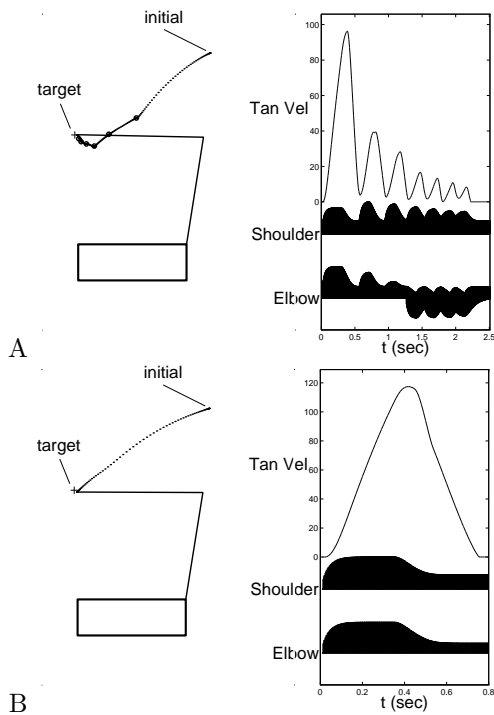 initial
target
Tan Vel
100
80
60
40
20
0
Shoulder
Elbow
0 0.5 1 1.5 2 2.5
t (sec)
A
initial
target
Tan Vel
120
100
80
60
40
20
0
Shoulder
Elbow
0 0.2 0.4 0.6 0.8
t (sec)
B